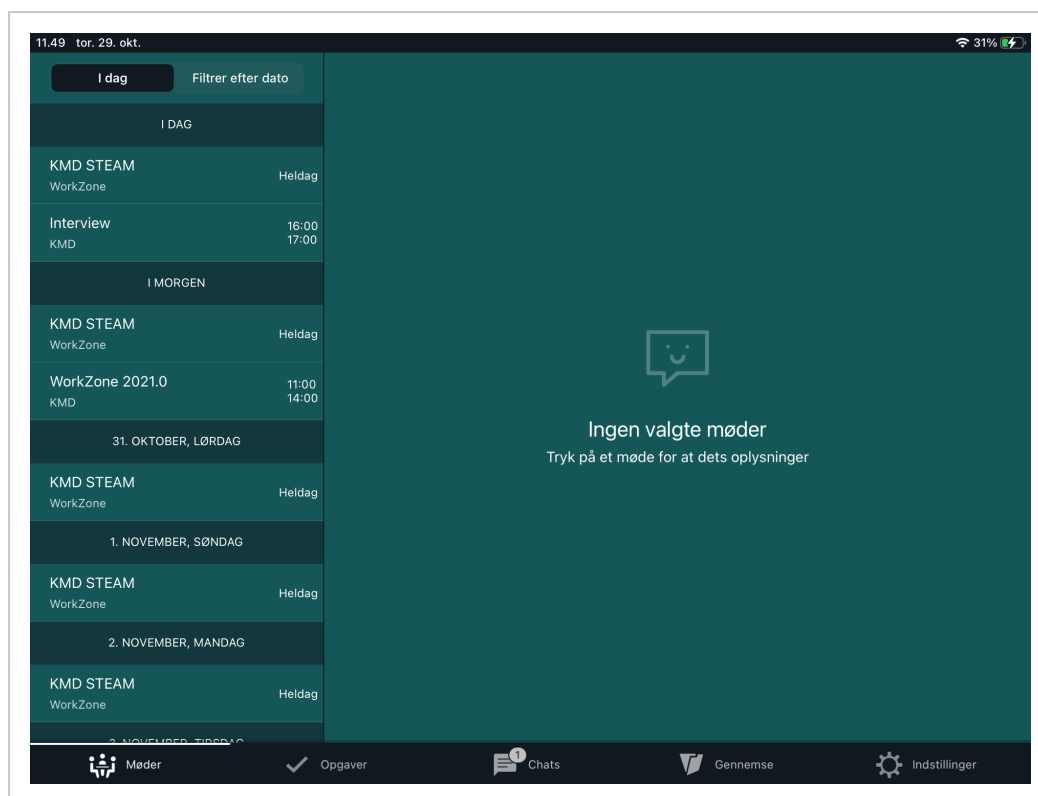 11.49 tor. 29. okt.
31%
I dag
Filtrer efter dato
I DAG
KMD STEAM
WorkZone
Heldag
Interview
KMD
16:00
17:00
I MORGEN
KMD STEAM
WorkZone
Heldag
WorkZone 2021.0
KMD
11:00
14:00
31. OKTOBER, LØRDAG
KMD STEAM
WorkZone
Heldag
1. NOVEMBER, SØNDAG
KMD STEAM
WorkZone
Heldag
2. NOVEMBER, MANDAG
KMD STEAM
WorkZone
Heldag
3. NOVEMBER, TIRSDAG
Ingen valgte møder
Tryk på et møde for at dets oplysninger
Møder
Opgaver
1
Chats
Gennemse
Indstillinger